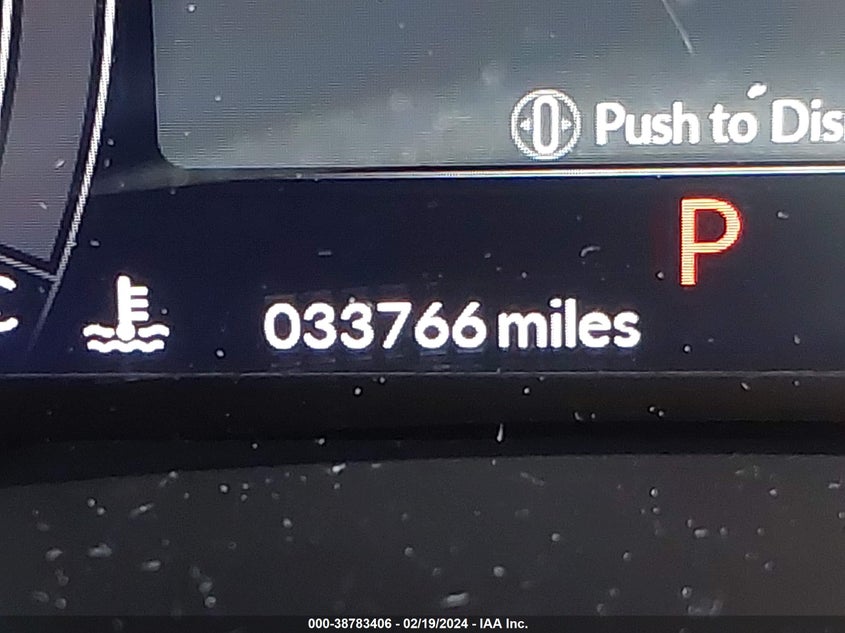 Push to Dis
P
C
033766 miles
000-38783406 - 02/19/2024 - IAA Inc.